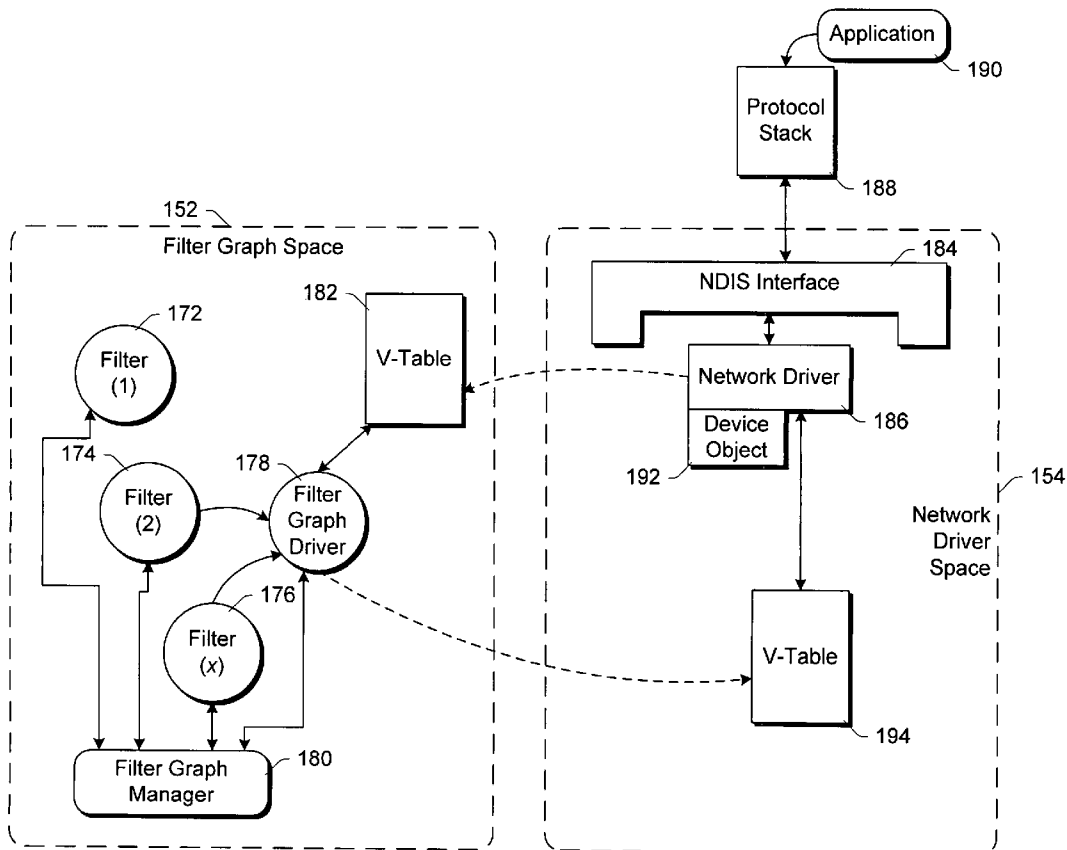 Application
190
Protocol
Stack
188
152
Filter Graph Space
184
NDIS Interface
182
V-Table
172
Filter
(1)
Network Driver
186
Device
Object
192
174
Filter
(2)
178
Filter
Graph
Driver
154
Network
Driver
Space
176
Filter
(x)
V-Table
194
Filter Graph
Manager
180